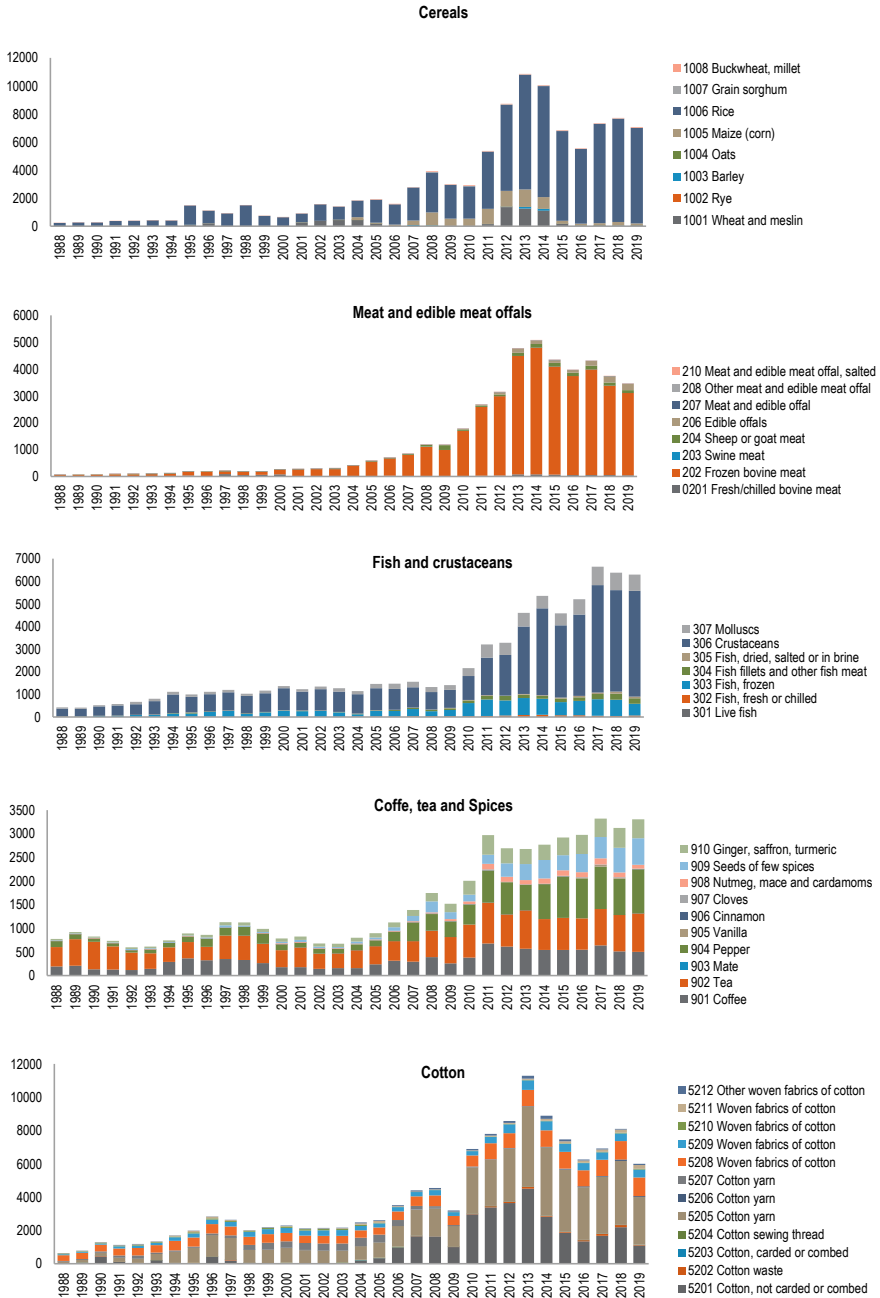 Cereals
12000
10000
8000
6000
4000
2000
0
1988 1989 1990 1991 1992 1993 1994 1995 1996 1997 1998 1999 2000 2001 2002 2003 2004 2005 2006 2007 2008 2009 2010 2011 2012 2013 2014 2015 2016 2017 2018 2019
1008 Buckwheat, millet
1007 Grain sorghum
1006 Rice
1005 Maize (corn)
1004 Oats
1003 Barley
1002 Rye
1001 Wheat and meslin
Meat and edible meat offals
6000
5000
4000
3000
2000
1000
0
1988 1989 1990 1991 1992 1993 1994 1995 1996 1997 1998 1999 2000 2001 2002 2003 2004 2005 2006 2007 2008 2009 2010 2011 2012 2013 2014 2015 2016 2017 2018 2019
210 Meat and edible meat offal, salted
208 Other meat and edible meat offal
207 Meat and edible offal
206 Edible offals
204 Sheep or goat meat
203 Swine meat
202 Frozen bovine meat
0201 Fresh/chilled bovine meat
Fish and crustaceans
7000
6000
5000
4000
3000
2000
1000
0
1988 1989 1990 1991 1992 1993 1994 1995 1996 1997 1998 1999 2000 2001 2002 2003 2004 2005 2006 2007 2008 2009 2010 2011 2012 2013 2014 2015 2016 2017 2018 2019
307 Molluscs
306 Crustaceans
305 Fish, dried, salted or in brine
304 Fish fillets and other fish meat
303 Fish, frozen
302 Fish, fresh or chilled
301 Live fish
Coffe, tea and Spices
3500
3000
2500
2000
1500
1000
500
0
1988 1989 1990 1991 1992 1993 1994 1995 1996 1997 1998 1999 2000 2001 2002 2003 2004 2005 2006 2007 2008 2009 2010 2011 2012 2013 2014 2015 2016 2017 2018 2019
910 Ginger, saffron, turmeric
909 Seeds of few spices
908 Nutmeg, mace and cardamoms
907 Cloves
906 Cinnamon
905 Vanilla
904 Pepper
903 Mate
902 Tea
901 Coffee
Cotton
12000
10000
8000
6000
4000
2000
0
1988 1989 1990 1991 1992 1993 1994 1995 1996 1997 1998 1999 2000 2001 2002 2003 2004 2005 2006 2007 2008 2009 2010 2011 2012 2013 2014 2015 2016 2017 2018 2019
5212 Other woven fabrics of cotton
5211 Woven fabrics of cotton
5210 Woven fabrics of cotton
5209 Woven fabrics of cotton
5208 Woven fabrics of cotton
5207 Cotton yarn
5206 Cotton yarn
5205 Cotton yarn
5204 Cotton sewing thread
5203 Cotton, carded or combed
5202 Cotton waste
5201 Cotton, not carded or combed